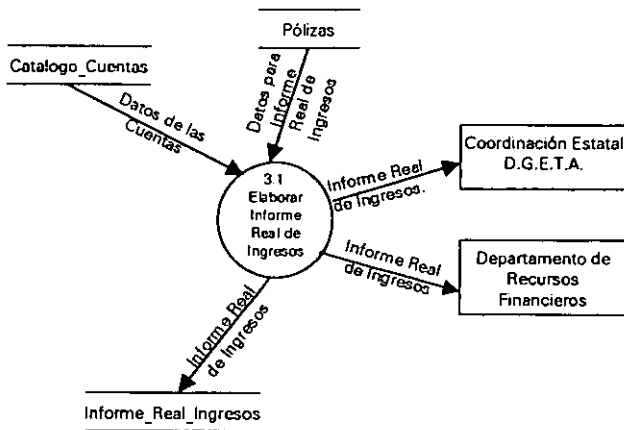 Pólizas
Catalogo_Cuentas
Datos para
Informe
Real de
Ingresos
Datos de las
Cuentas
3.1
Elaborar
Informe
Real de
Ingresos
Informe Real
de Ingresos.
Coordinación Estatal
D.G.E.T.A.
Informe Real
de Ingresos
Departamento de
Recursos
Financieros
Informe Real
de Ingresos
Informe_Real_Ingresos